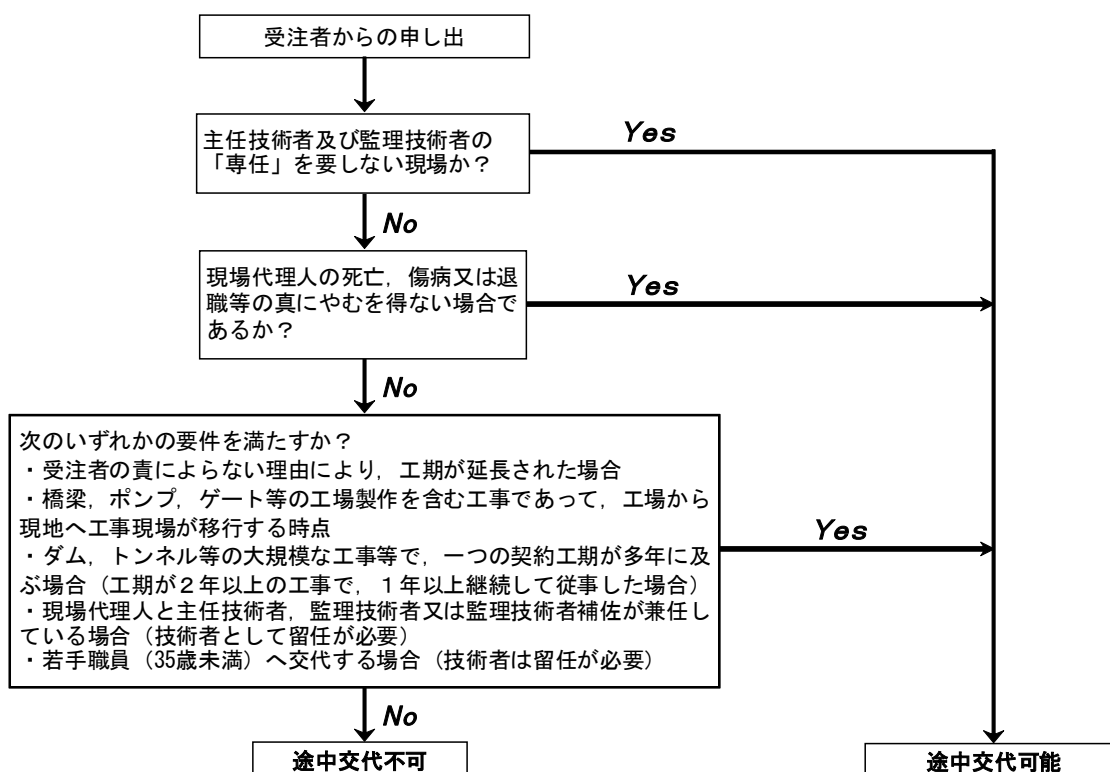 受注者からの申し出
主任技術者及び監理技術者の
「専任」を要しない現場か？
Yes
No
現場代理人の死亡，傷病又は退
職等の真にやむを得ない場合で
あるか？
Yes
No
次のいずれかの要件を満たすか？
・受注者の責によらない理由により，工期が延長された場合
・橋梁，ポンプ，ゲート等の工場製作を含む工事であって，工場から
現地へ工事現場が移行する時点
・ダム，トンネル等の大規模な工事等で，一つの契約工期が多年に及
ぶ場合（工期が２年以上の工事で，１年以上継続して従事した場合）
・現場代理人と主任技術者，監理技術者又は監理技術者補佐が兼任し
ている場合（技術者として留任が必要）
・若手職員（35歳未満）へ交代する場合（技術者は留任が必要）
Yes
No
途中交代不可
途中交代可能